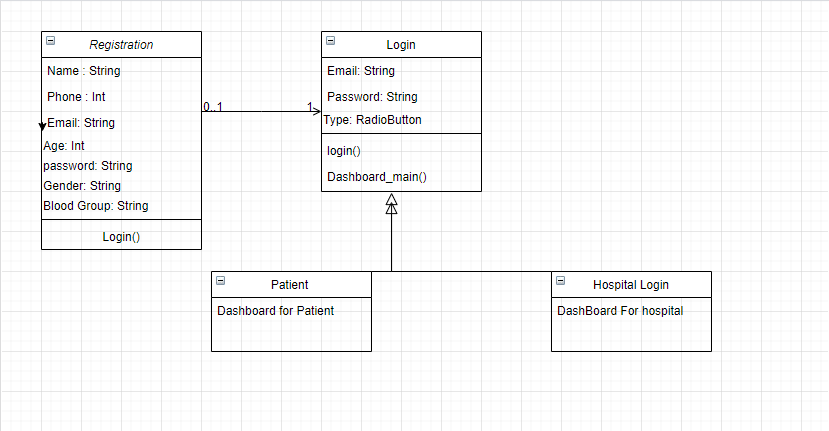 Registration
Name : String
Phone : Int
Email: String
Age: Int
password: String
Gender: String
Blood Group: String
Login()
0..1
1
Login
Email: String
Password: String
Type: RadioButton
login()
Dashboard_main()
Patient
Dashboard for Patient
Hospital Login
DashBoard For hospital